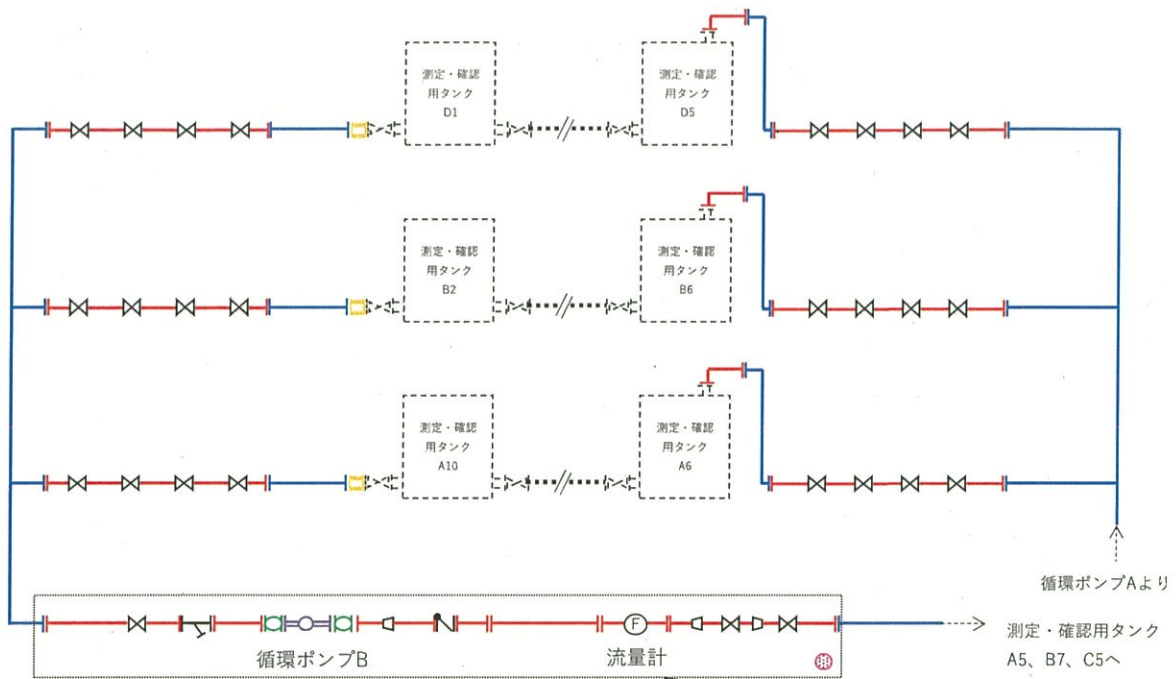 測定・確認
用タンク
D1
測定・確認
用タンク
D5
測定・確認
用タンク
B2
測定・確認
用タンク
B6
測定・確認
用タンク
A10
測定・確認
用タンク
A6
循環ポンプAより
F
循環ポンプB
流量計
測定・確認用タンク
A5、B7、C5へ